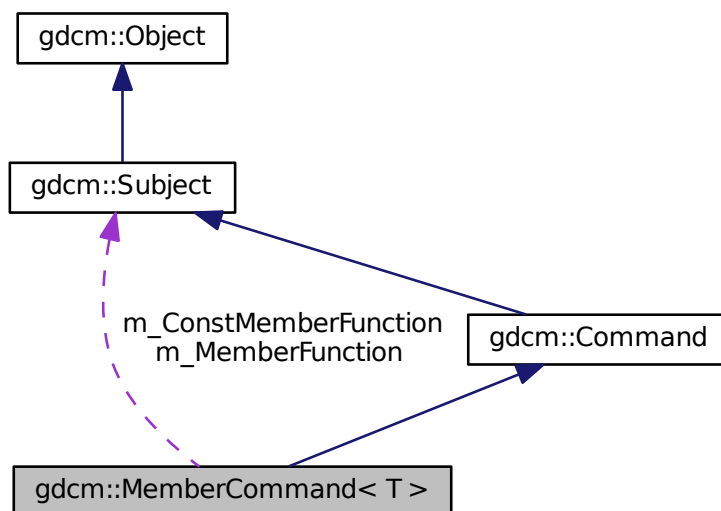 gdcm::Object
gdcm::Subject
m_ConstMemberFunction
m_MemberFunction
gdcm::Command
gdcm::MemberCommand< T >